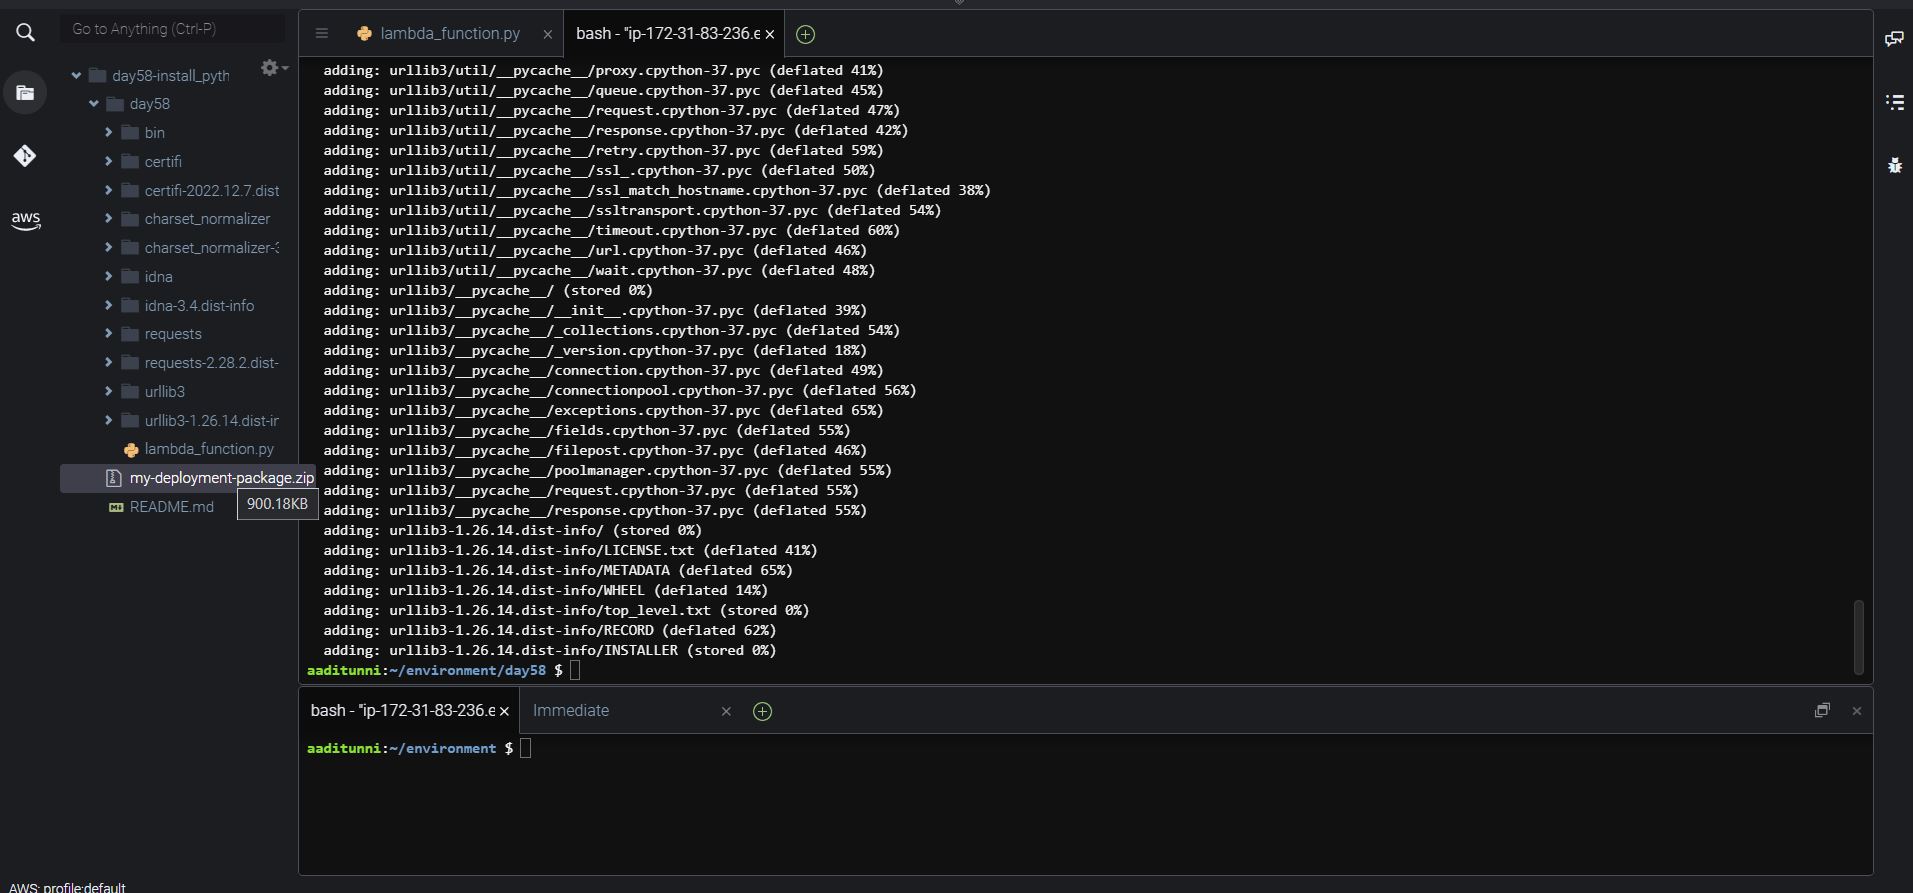 Go to Anything (Ctrl-P)
day58-install_pyth
day58
bin
certifi
certifi-2022.12.7.dist
charset_normalizer
charset_normalizer-3
idna
idna-3.4.dist-info
requests
requests-2.28.2.dist-
urllib3
urllib3-1.26.14.dist-ir
lambda_function.py
my-deployment-package.zip
README.md
900.18KB
aws
lambda_function.py
bash - "ip-172-31-83-236.e
adding: urllib3/util/__pycache__/proxy.cpython-37.pyc (deflated 41%)
adding: urllib3/util/__pycache__/queue.cpython-37.pyc (deflated 45%)
adding: urllib3/util/__pycache__/request.cpython-37.pyc (deflated 47%)
adding: urllib3/util/__pycache__/response.cpython-37.pyc (deflated 42%)
adding: urllib3/util/__pycache__/retry.cpython-37.pyc (deflated 59%)
adding: urllib3/util/__pycache__/ssl_.cpython-37.pyc (deflated 50%)
adding: urllib3/util/__pycache__/ssl_match_hostname.cpython-37.pyc (deflated 38%)
adding: urllib3/util/__pycache__/ssltransport.cpython-37.pyc (deflated 54%)
adding: urllib3/util/__pycache__/timeout.cpython-37.pyc (deflated 60%)
adding: urllib3/util/__pycache__/url.cpython-37.pyc (deflated 46%)
adding: urllib3/util/__pycache__/wait.cpython-37.pyc (deflated 48%)
adding: urllib3/__pycache__/ (stored 0%)
adding: urllib3/__pycache__/__init__.cpython-37.pyc (deflated 39%)
adding: urllib3/__pycache__/_collections.cpython-37.pyc (deflated 54%)
adding: urllib3/__pycache__/_version.cpython-37.pyc (deflated 18%)
adding: urllib3/__pycache__/connection.cpython-37.pyc (deflated 49%)
adding: urllib3/__pycache__/connectionpool.cpython-37.pyc (deflated 56%)
adding: urllib3/__pycache__/exceptions.cpython-37.pyc (deflated 65%)
adding: urllib3/__pycache__/fields.cpython-37.pyc (deflated 55%)
adding: urllib3/__pycache__/filepost.cpython-37.pyc (deflated 46%)
adding: urllib3/__pycache__/poolmanager.cpython-37.pyc (deflated 55%)
adding: urllib3/__pycache__/request.cpython-37.pyc (deflated 55%)
adding: urllib3/__pycache__/response.cpython-37.pyc (deflated 55%)
adding: urllib3-1.26.14.dist-info/ (stored 0%)
adding: urllib3-1.26.14.dist-info/LICENSE.txt (deflated 41%)
adding: urllib3-1.26.14.dist-info/METADATA (deflated 65%)
adding: urllib3-1.26.14.dist-info/WHEEL (deflated 14%)
adding: urllib3-1.26.14.dist-info/top_level.txt (stored 0%)
adding: urllib3-1.26.14.dist-info/RECORD (deflated 62%)
adding: urllib3-1.26.14.dist-info/INSTALLER (stored 0%)
aaditunni:~/environment/day58 $
bash - "ip-172-31-83-236.e
Immediate
aaditunni:~/environment $
AWS: profile:default